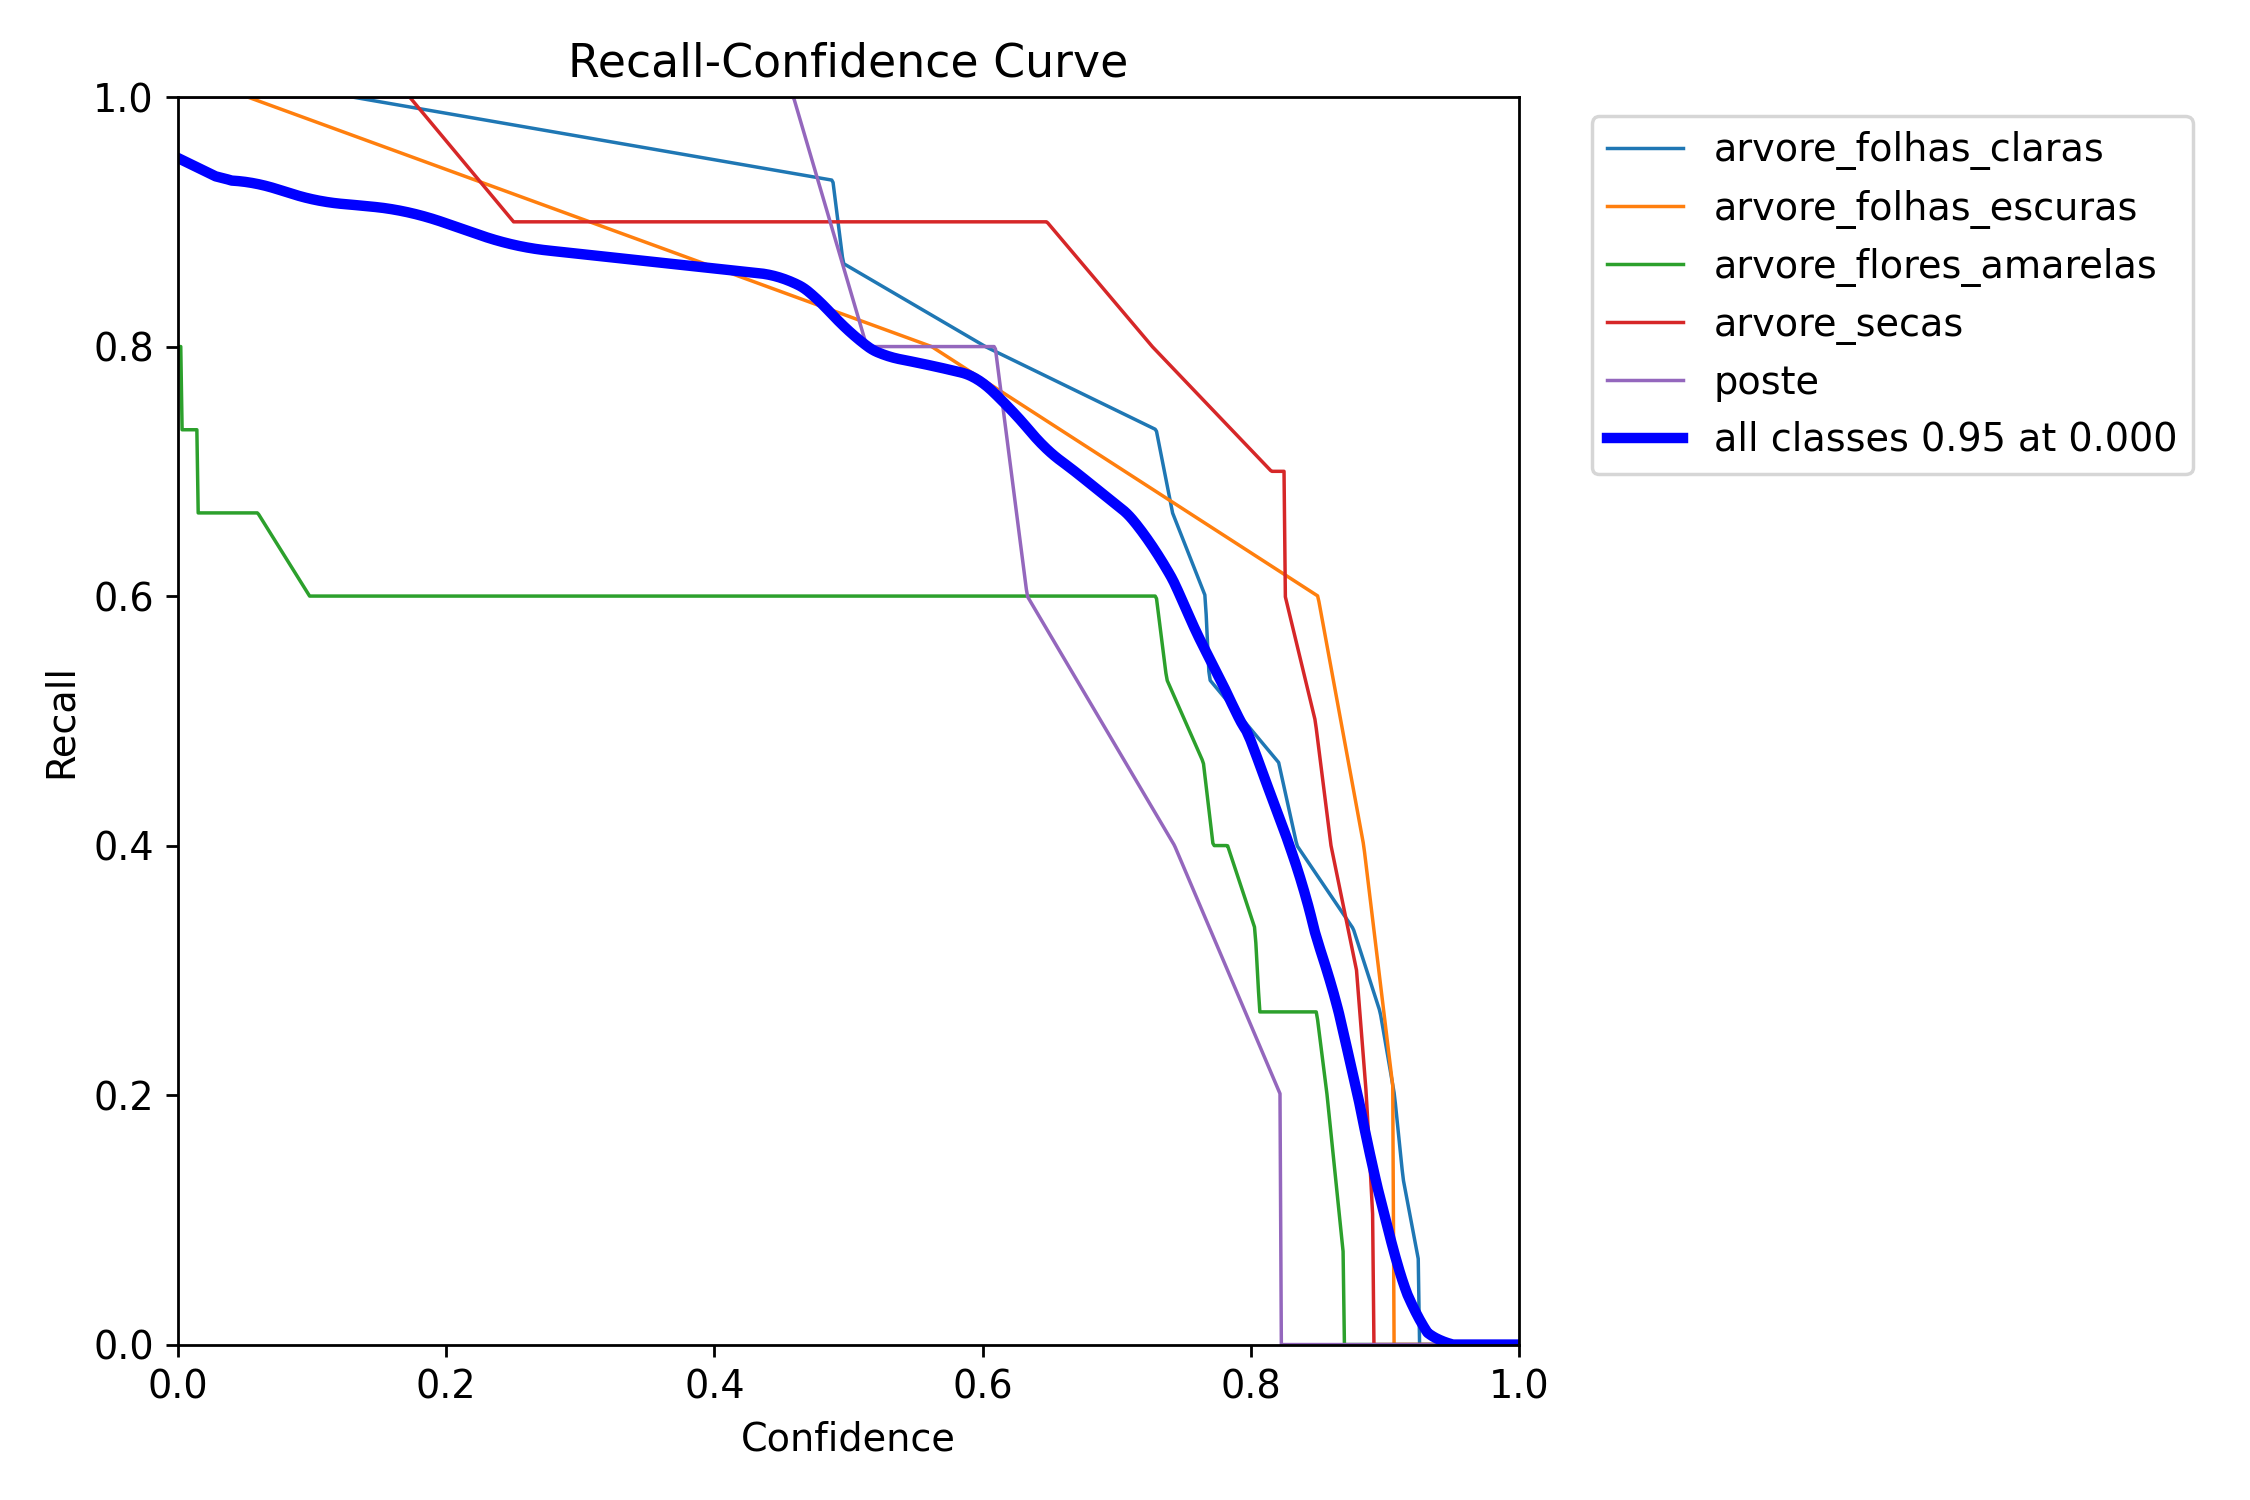 Recall-Confidence Curve
1.0
0.8
0.6
0.4
0.2
0.0
Recall
0.0 0.2 0.4 0.6 0.8 1.0
Confidence
arvore_folhas_claras
arvore_folhas_escuras
arvore_flores_amarelas
arvore_secas
poste
all classes 0.95 at 0.000